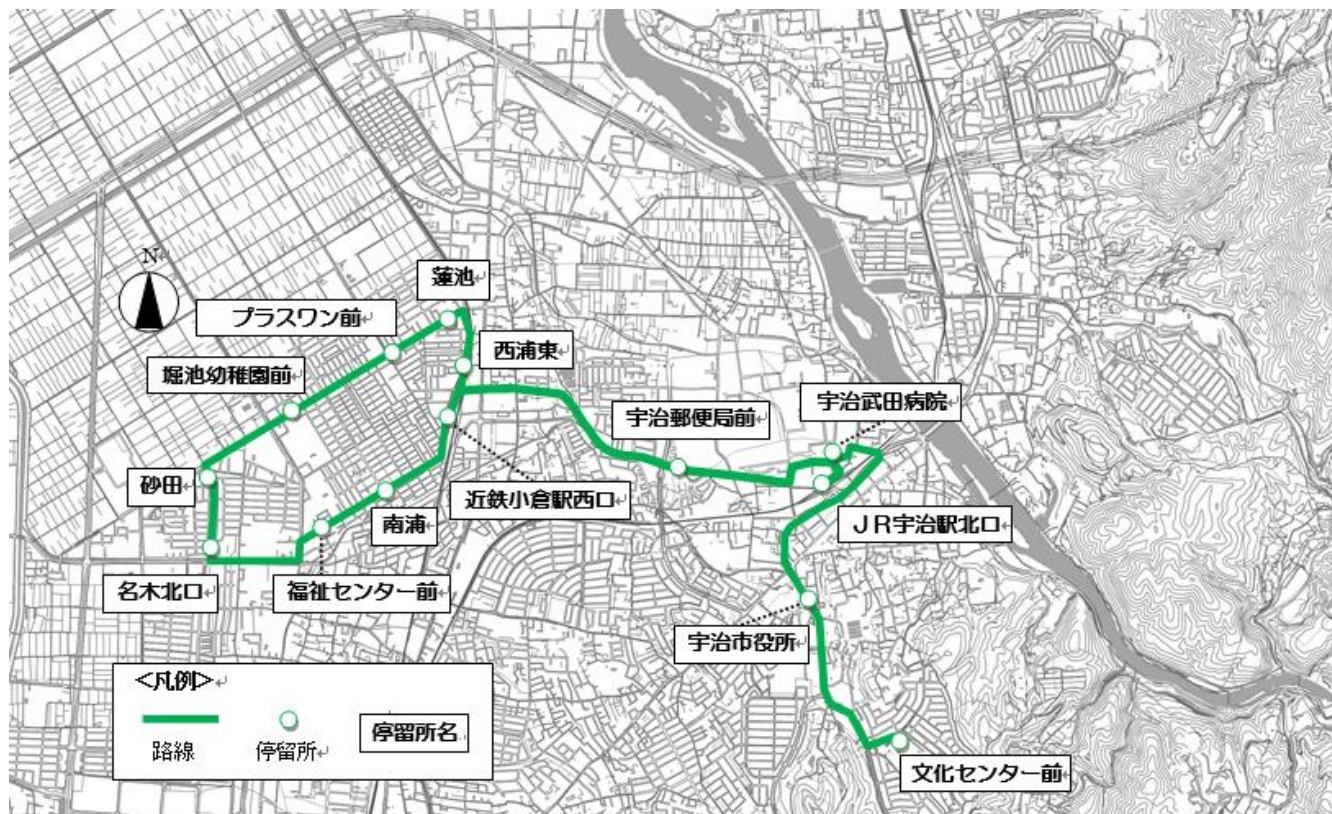 N
蓮池
プラスワン前
西浦東
堀池幼稚園前
宇治武田病院
宇治郵便局前
砂田
近鉄小倉駅西口
南浦
JR宇治駅北口
名木北口
福祉センター前
宇治市役所
<凡例>
路線
停留所
停留所名
文化センター前